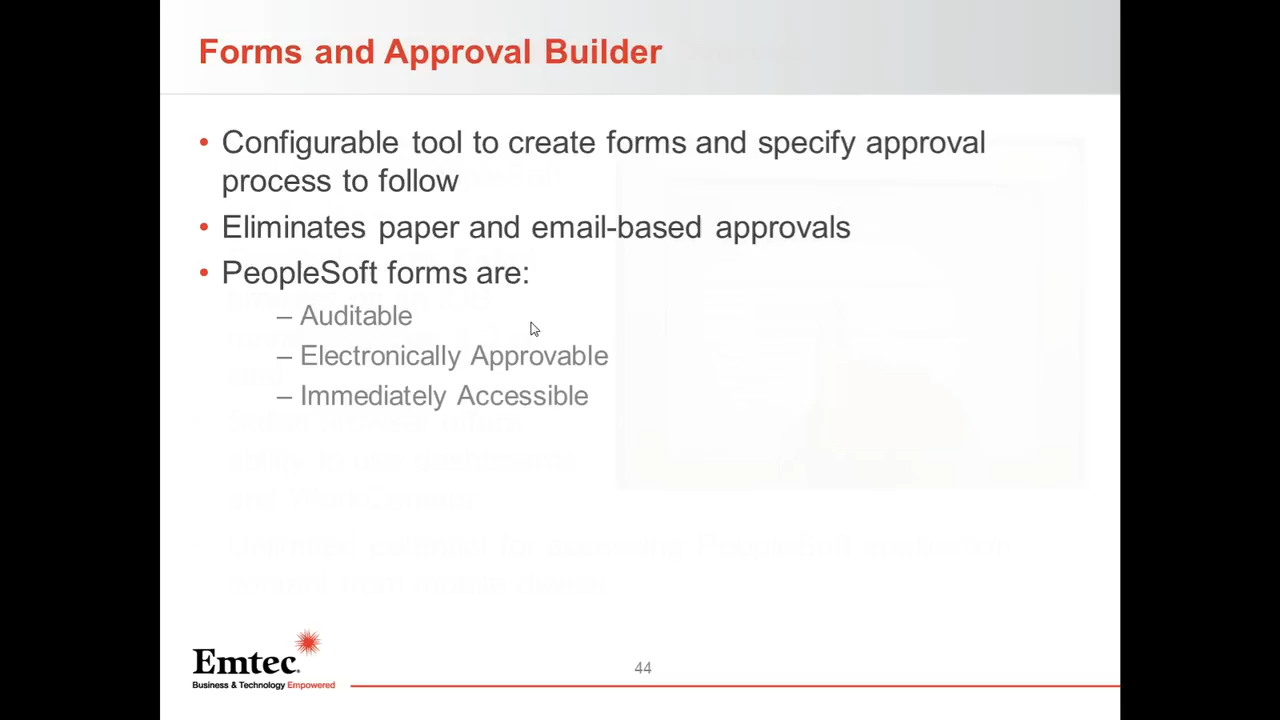 Forms and Approval Builder
• Configurable tool to create forms and specify approval
process to follow
• Eliminates paper and email-based approvals
• PeopleSoft forms are:
– Auditable
– Electronically Approvable
– Immediately Accessible
Emtec
Business & Technology Empowered
44